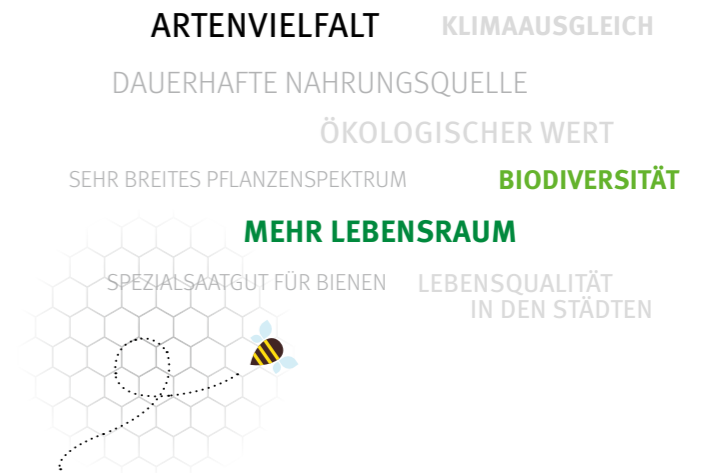 ARTENVIELFALT
KLIMAAUSGLEICH
DAUERHAFTE NAHRUNGSQUELLE
ÖKOLOGISCHER WERT
SEHR BREITES PFLANZENSPEKTRUM
BIODIVERSITÄT
MEHR LEBENSRAUM
SPEZIALSAATGUT FÜR BIENEN
LEBENSQUALITÄT
IN DEN STÄDTEN